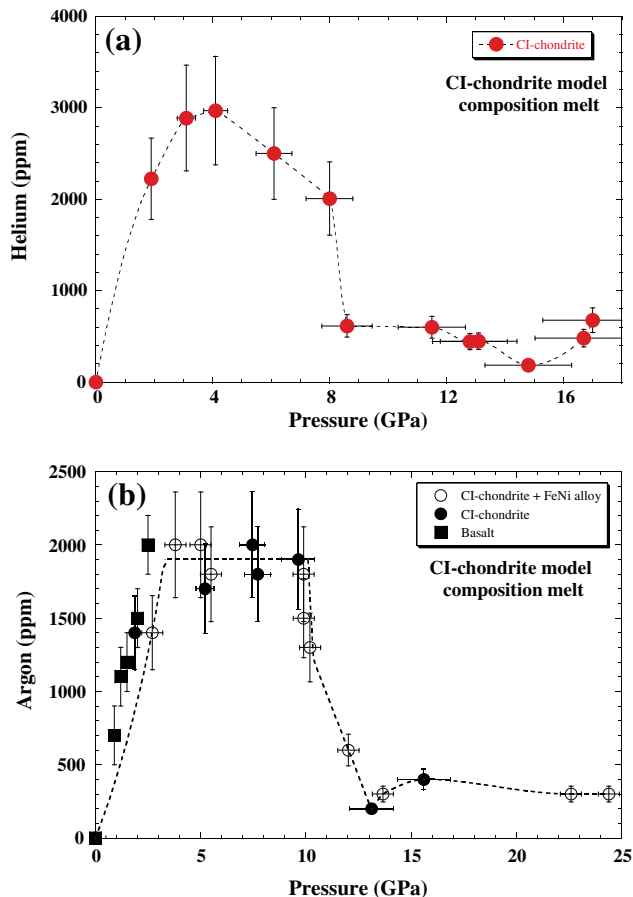 (a)
CI-chondrite
CI-chondrite model
composition melt
Helium (ppm)
4000
3000
2000
1000
0
0 4 8 12 16
Pressure (GPa)
(b)
CI-chondrite + FeNi alloy
CI-chondrite
Basalt
CI-chondrite model
composition melt
Argon (ppm)
2500
2000
1500
1000
500
0
0 5 10 15 20 25
Pressure (GPa)